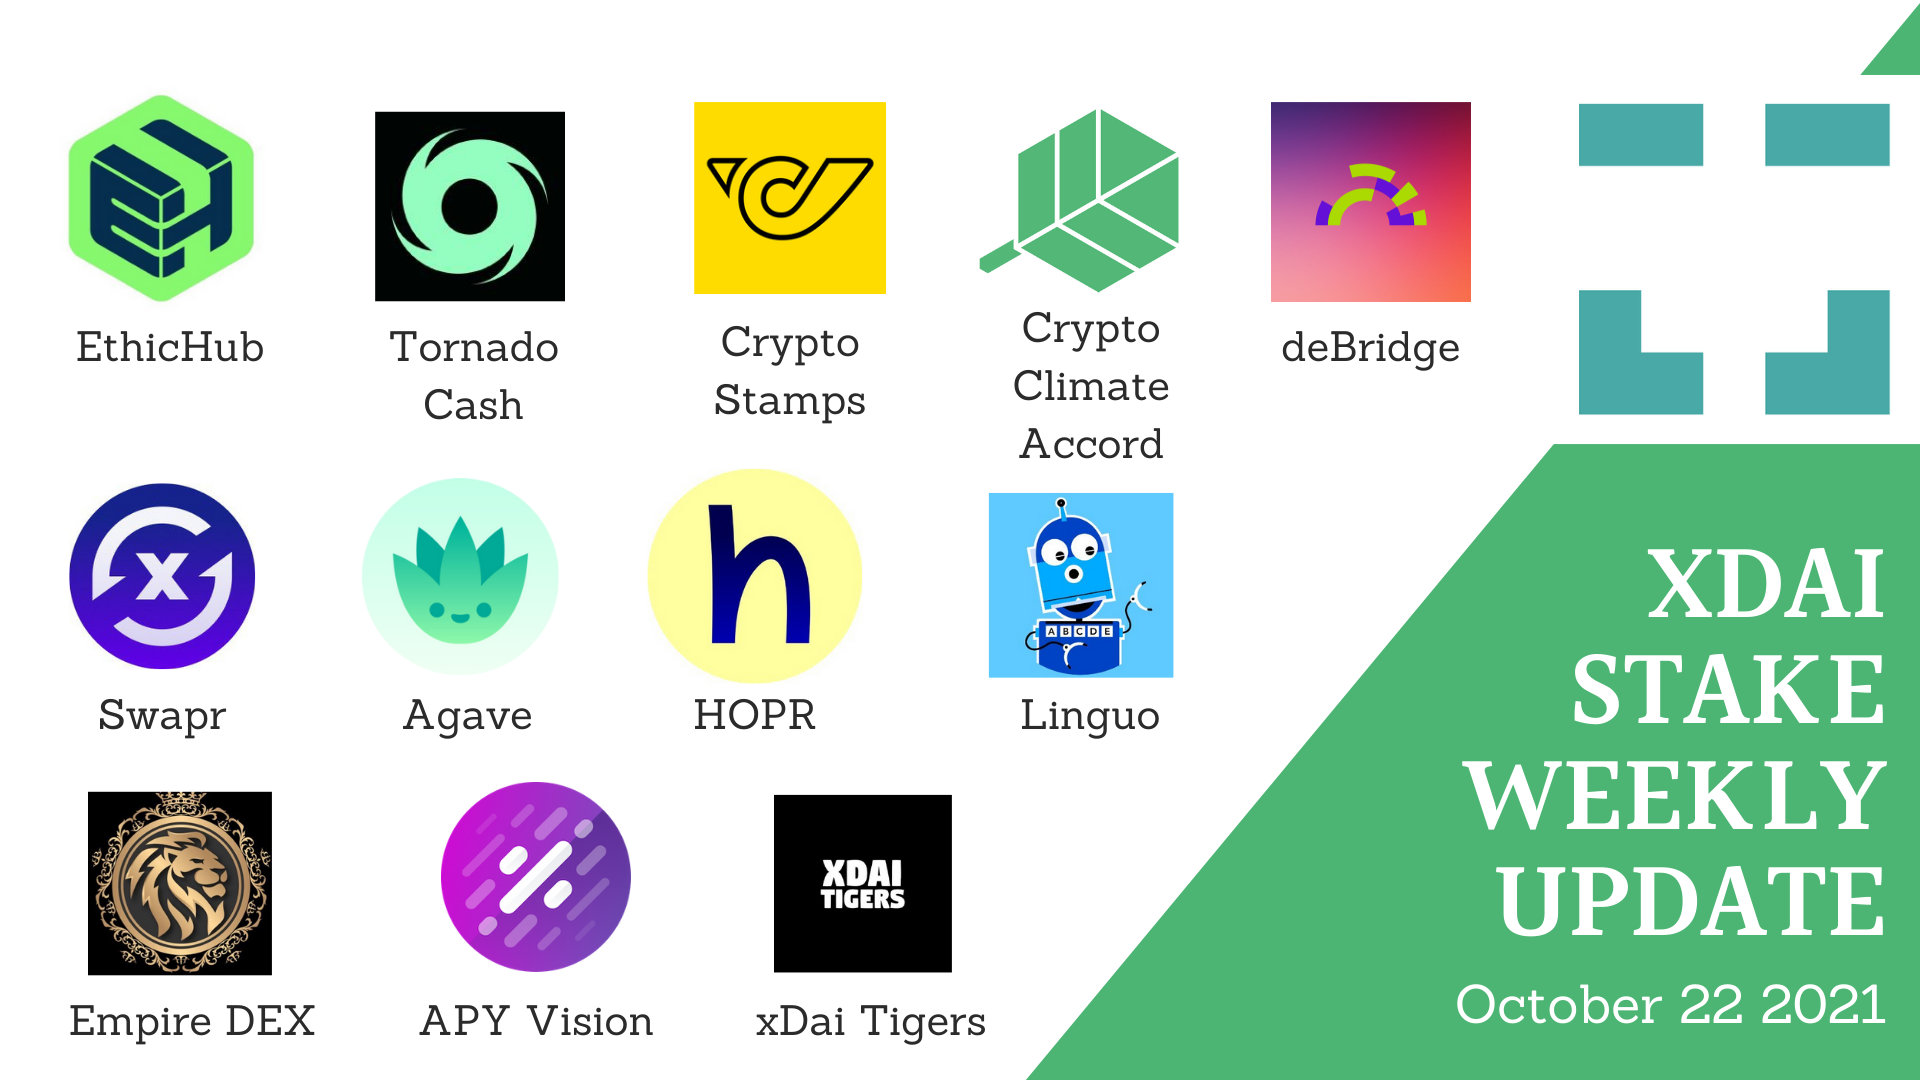 EthicHub
Tornado
Cash
Crypto
Stamps
Crypto
Climate
Accord
deBridge
X
Swapr
Agave
h
HOPR
A B C D E
Linguo
Empire DEX
APY Vision
XDAI
TIGERS
xDai Tigers
XDAI
STAKE
WEEKLY
UPDATE
October 22 2021